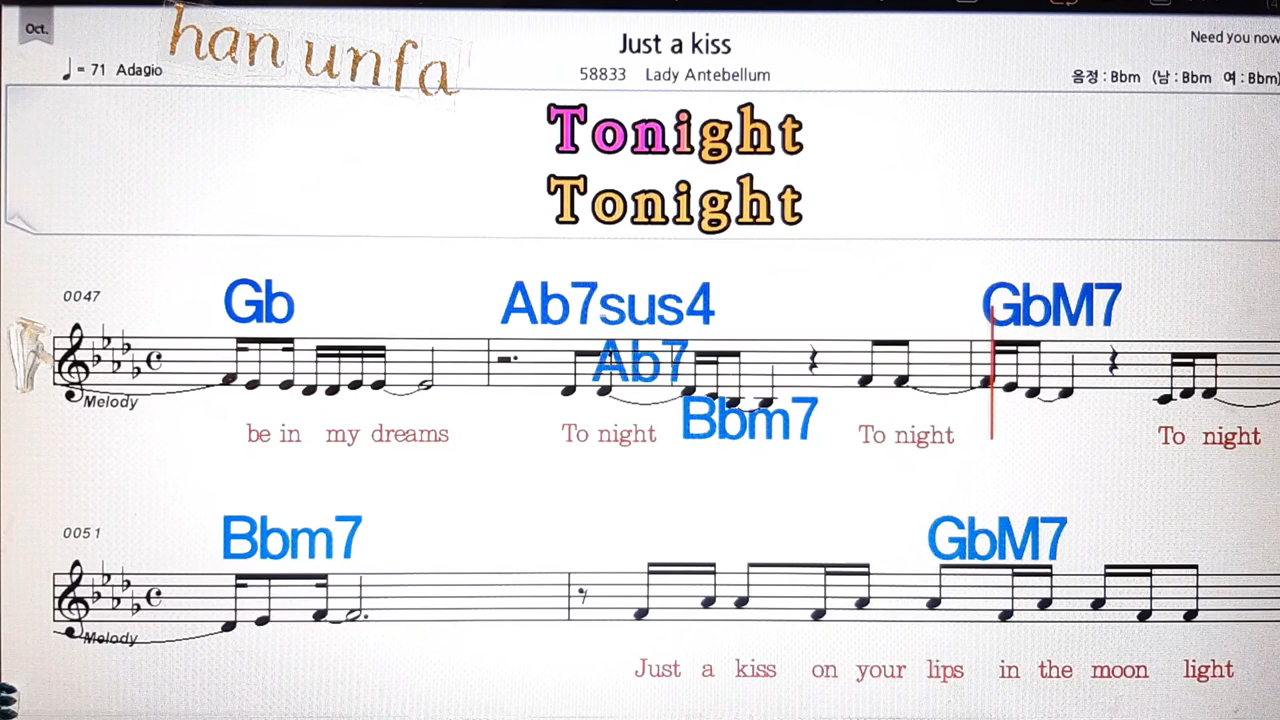 Oct.
han unfa
Just a kiss
Need you now
♩ = 71 Adagio
58833 Lady Antebellum
음정 : Bbm (남 : Bbm 여 : Bbm)
Tonight
Tonight
0047
Gb Ab7sus4 GbM7
Ab7
Melody
Bbm7
be in my dreams To night To night To night
0051
Bbm7 GbM7
Melody
Just a kiss on your lips in the moon light